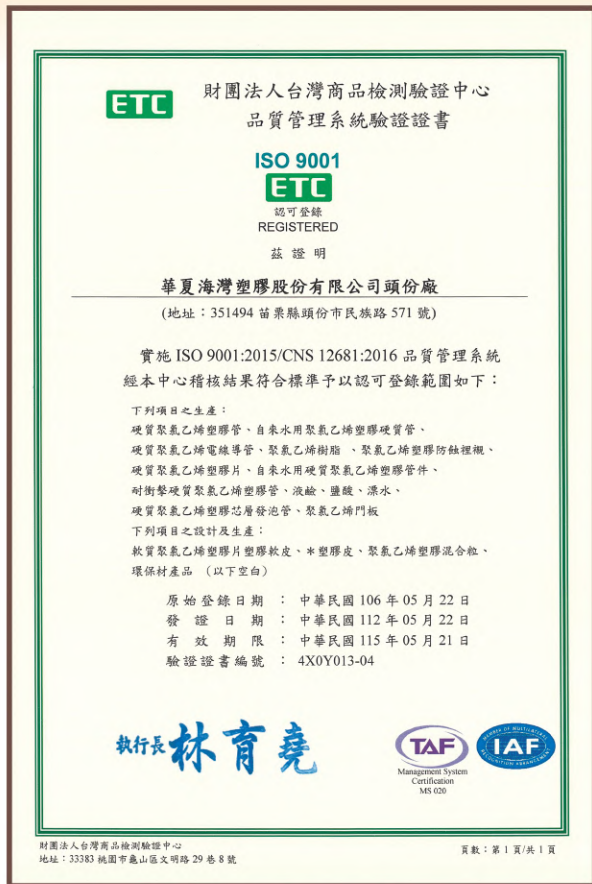 ETC
財團法人台灣商品檢測驗證中心
品質管理系統驗證證書
ISO 9001
ETC
認可登錄
REGISTERED
茲證明
華夏海灣塑膠股份有限公司頭份廠
(地址：351494 苗栗縣頭份市民族路 571 號)
實施 ISO 9001:2015/CNS 12681:2016 品質管理系統
經本中心稽核結果符合標準予以認可登錄範圍如下：
下列項目之生產：
硬質聚氯乙烯塑膠管、自來水用聚氯乙烯塑膠硬質管、
硬質聚氯乙烯電線導管、聚氯乙烯樹脂 、聚氯乙烯塑膠防蝕裡襯、
硬質聚氯乙烯塑膠片、自來水用硬質聚氯乙烯塑膠管件、
耐衝擊硬質聚氯乙烯塑膠管、液鹼、鹽酸、漂水、
硬質聚氯乙烯塑膠芯層發泡管、聚氯乙烯門板
下列項目之設計及生產：
軟質聚氯乙烯塑膠片塑膠軟皮、＊塑膠皮、聚氯乙烯塑膠混合粒、
環保材產品 （以下空白）
原始登錄日期 ： 中華民國 106 年 05 月 22 日
發證日期 ： 中華民國 112 年 05 月 22 日
有效期限 ： 中華民國 115 年 05 月 21 日
驗證證書編號 ： 4X0Y013-04
執行長 林育堯
TAF
Management System
Certification
MS 020
MEMBER OF MULTILATERAL
IAF
RECOGNITION ARRANGEMENT
財團法人台灣商品檢測驗證中心
地址：33383 桃園市龜山區文明路 29 巷 8 號
頁數：第 1 頁/共 1 頁